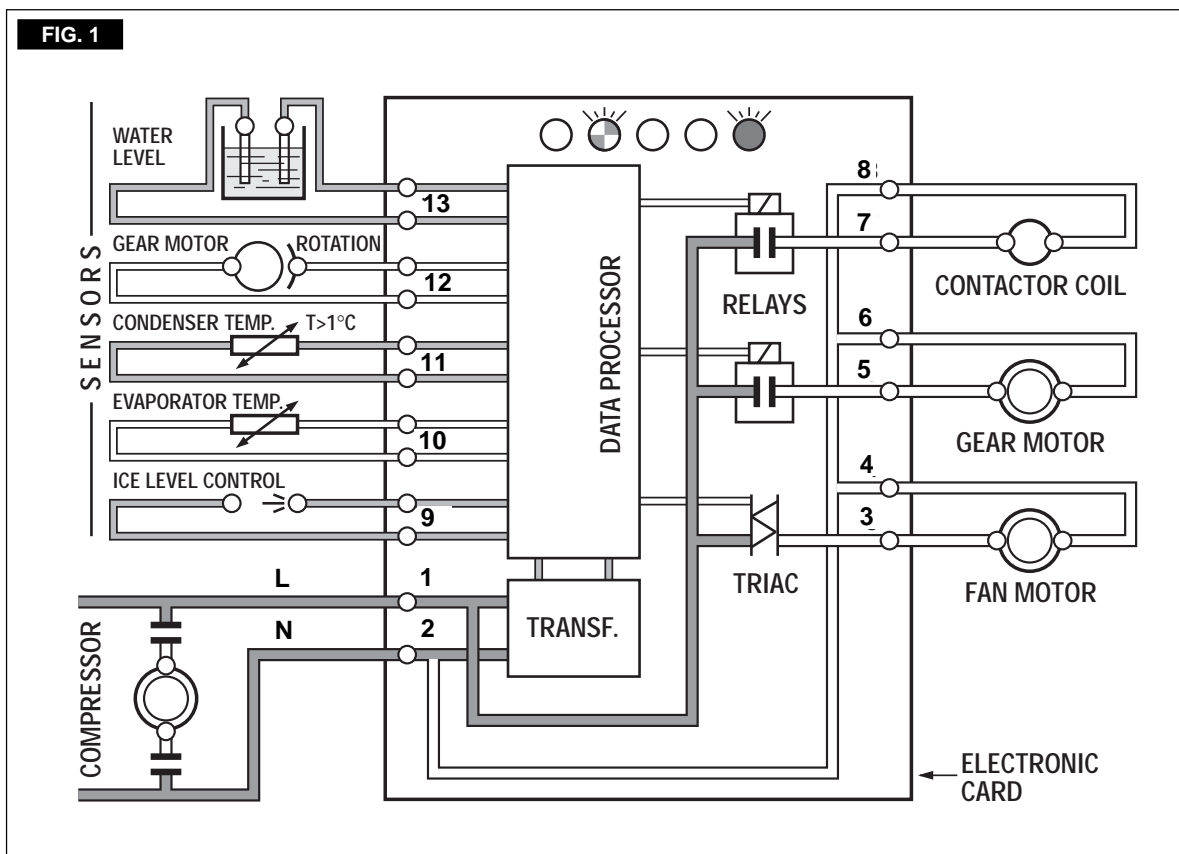 FIG. 1
WATER
LEVEL
13
GEAR MOTOR
ROTATION
12
CONDENSER TEMP.
T>1°C
11
EVAPORATOR TEMP.
10
ICE LEVEL CONTROL
9
SENSORS
L
1
N
2
COMPRESSOR
DATA PROCESSOR
TRANSF.
RELAYS
TRIAC
8
7
CONTACTOR COIL
6
5
GEAR MOTOR
4
3
FAN MOTOR
ELECTRONIC
CARD